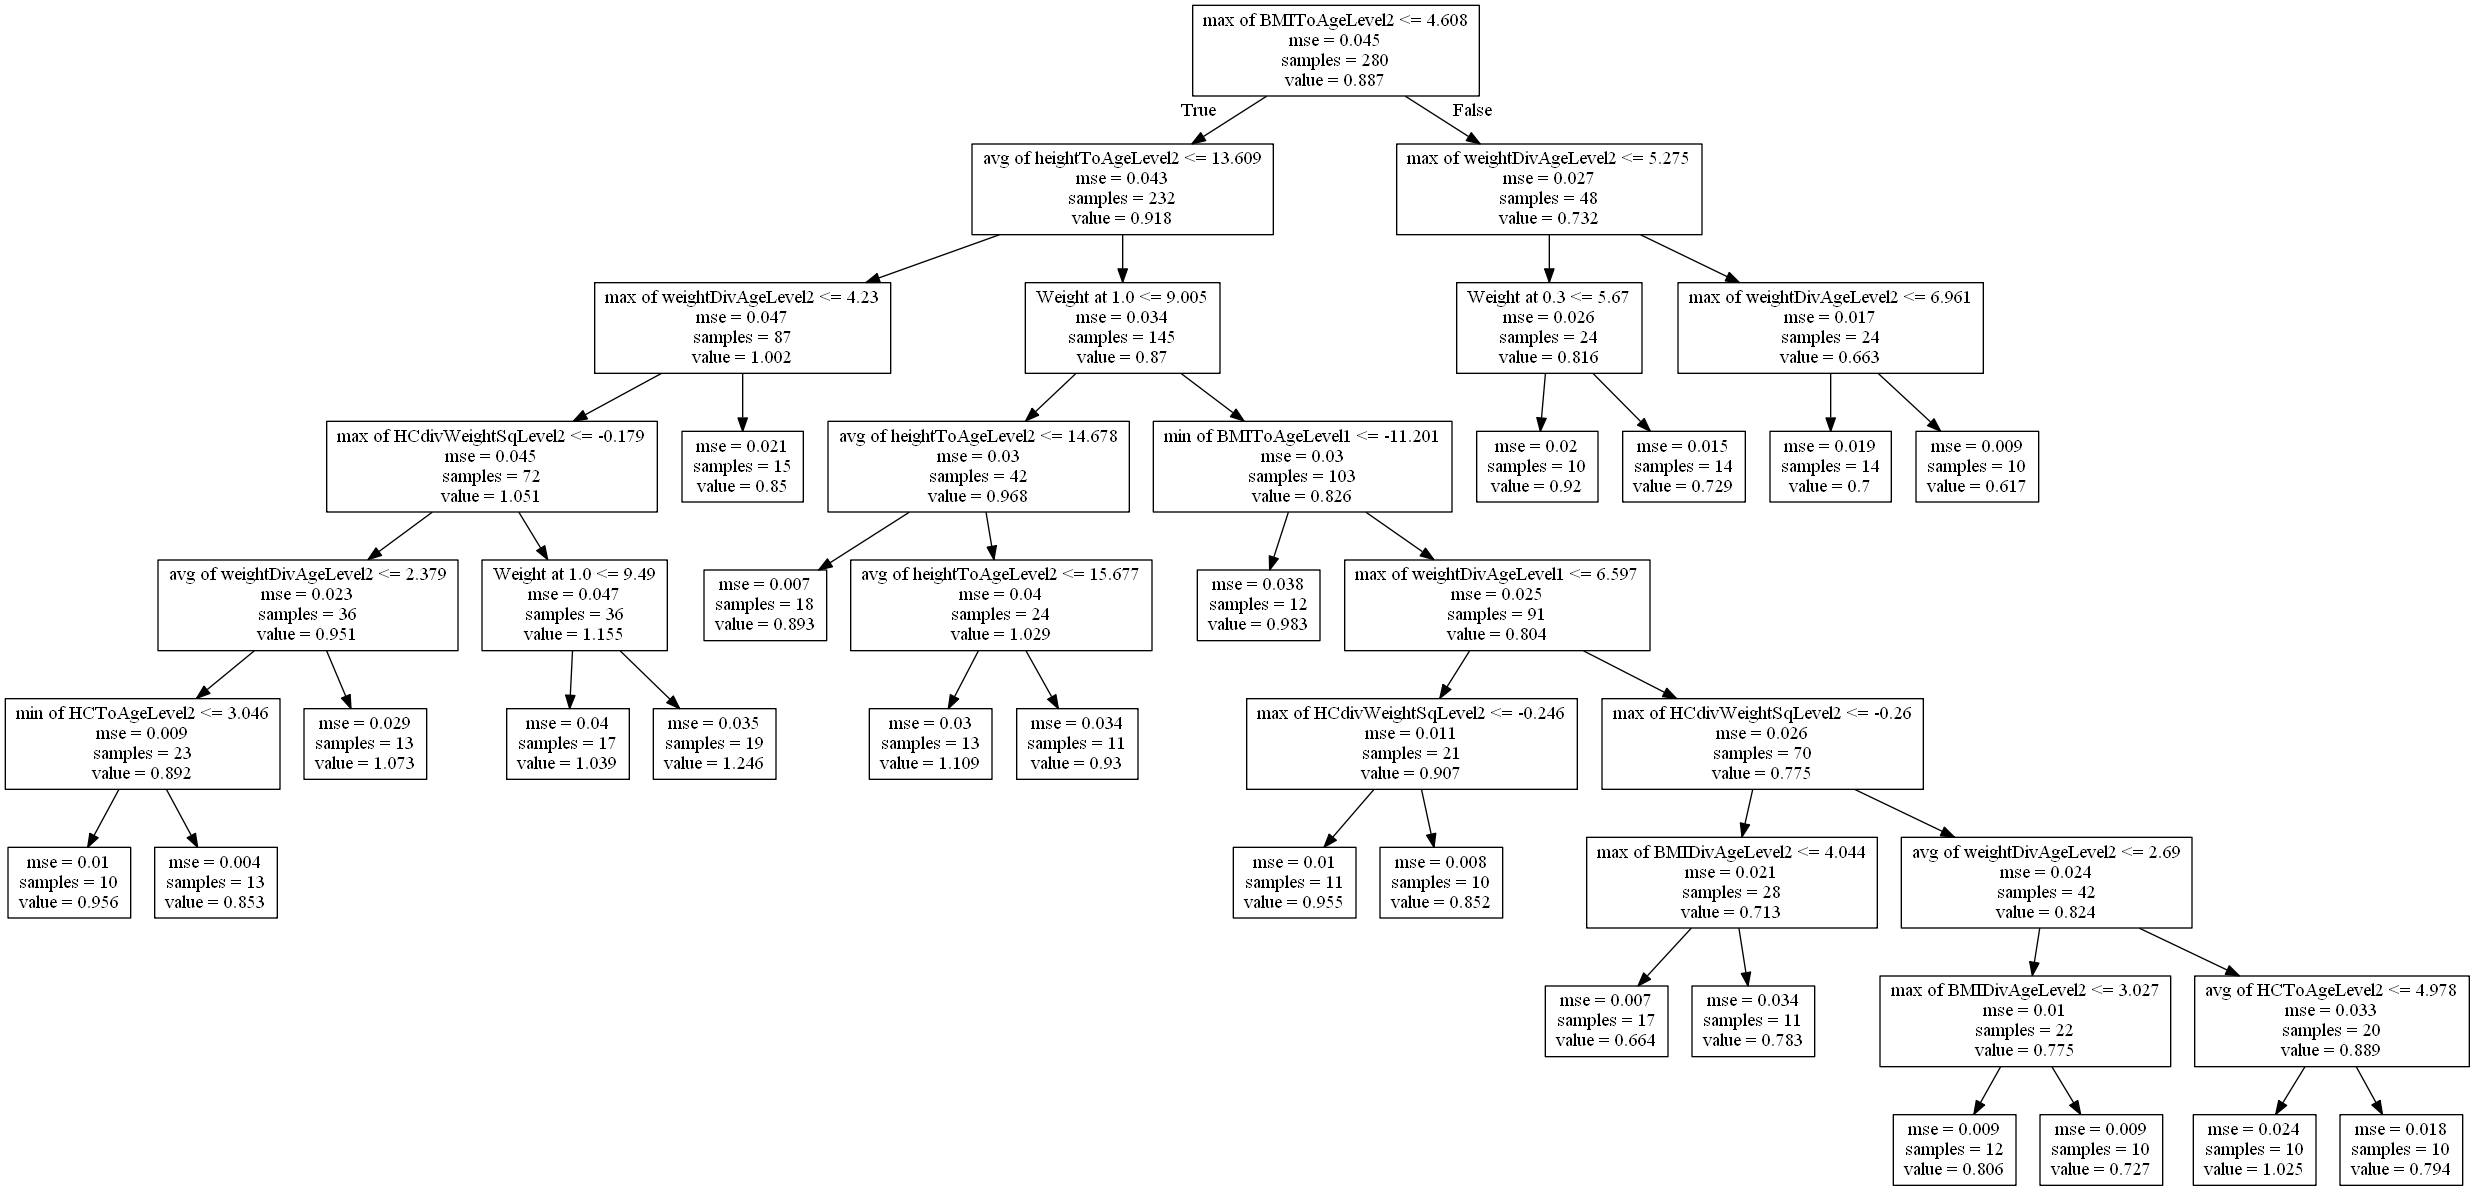 max of BMIToAgeLevel2 <= 4.608
mse = 0.045
samples = 280
value = 0.887
True
False
avg of heightToAgeLevel2 <= 13.609
mse = 0.043
samples = 232
value = 0.918
max of weightDivAgeLevel2 <= 5.275
mse = 0.027
samples = 48
value = 0.732
max of weightDivAgeLevel2 <= 4.23
mse = 0.047
samples = 87
value = 1.002
Weight at 1.0 <= 9.005
mse = 0.034
samples = 145
value = 0.87
Weight at 0.3 <= 5.67
mse = 0.026
samples = 24
value = 0.816
max of weightDivAgeLevel2 <= 6.961
mse = 0.017
samples = 24
value = 0.663
max of HCdivWeightSqLevel2 <= -0.179
mse = 0.045
samples = 72
value = 1.051
mse = 0.021
samples = 15
value = 0.85
avg of heightToAgeLevel2 <= 14.678
mse = 0.03
samples = 42
value = 0.968
min of BMIToAgeLevel1 <= -11.201
mse = 0.03
samples = 103
value = 0.826
mse = 0.02
samples = 10
value = 0.92
mse = 0.015
samples = 14
value = 0.729
mse = 0.019
samples = 14
value = 0.7
mse = 0.009
samples = 10
value = 0.617
avg of weightDivAgeLevel2 <= 2.379
mse = 0.023
samples = 36
value = 0.951
Weight at 1.0 <= 9.49
mse = 0.047
samples = 36
value = 1.155
mse = 0.007
samples = 18
value = 0.893
avg of heightToAgeLevel2 <= 15.677
mse = 0.04
samples = 24
value = 1.029
mse = 0.038
samples = 12
value = 0.983
max of weightDivAgeLevel1 <= 6.597
mse = 0.025
samples = 91
value = 0.804
min of HCToAgeLevel2 <= 3.046
mse = 0.009
samples = 23
value = 0.892
mse = 0.029
samples = 13
value = 1.073
mse = 0.04
samples = 17
value = 1.039
mse = 0.035
samples = 19
value = 1.246
mse = 0.03
samples = 13
value = 1.109
mse = 0.034
samples = 11
value = 0.93
max of HCdivWeightSqLevel2 <= -0.246
mse = 0.011
samples = 21
value = 0.907
max of HCdivWeightSqLevel2 <= -0.26
mse = 0.026
samples = 70
value = 0.775
mse = 0.01
samples = 10
value = 0.956
mse = 0.004
samples = 13
value = 0.853
mse = 0.01
samples = 11
value = 0.955
mse = 0.008
samples = 10
value = 0.852
max of BMIDivAgeLevel2 <= 4.044
mse = 0.021
samples = 28
value = 0.713
avg of weightDivAgeLevel2 <= 2.69
mse = 0.024
samples = 42
value = 0.824
mse = 0.007
samples = 17
value = 0.664
mse = 0.034
samples = 11
value = 0.783
max of BMIDivAgeLevel2 <= 3.027
mse = 0.01
samples = 22
value = 0.775
avg of HCToAgeLevel2 <= 4.978
mse = 0.033
samples = 20
value = 0.889
mse = 0.009
samples = 12
value = 0.806
mse = 0.009
samples = 10
value = 0.727
mse = 0.024
samples = 10
value = 1.025
mse = 0.018
samples = 10
value = 0.794